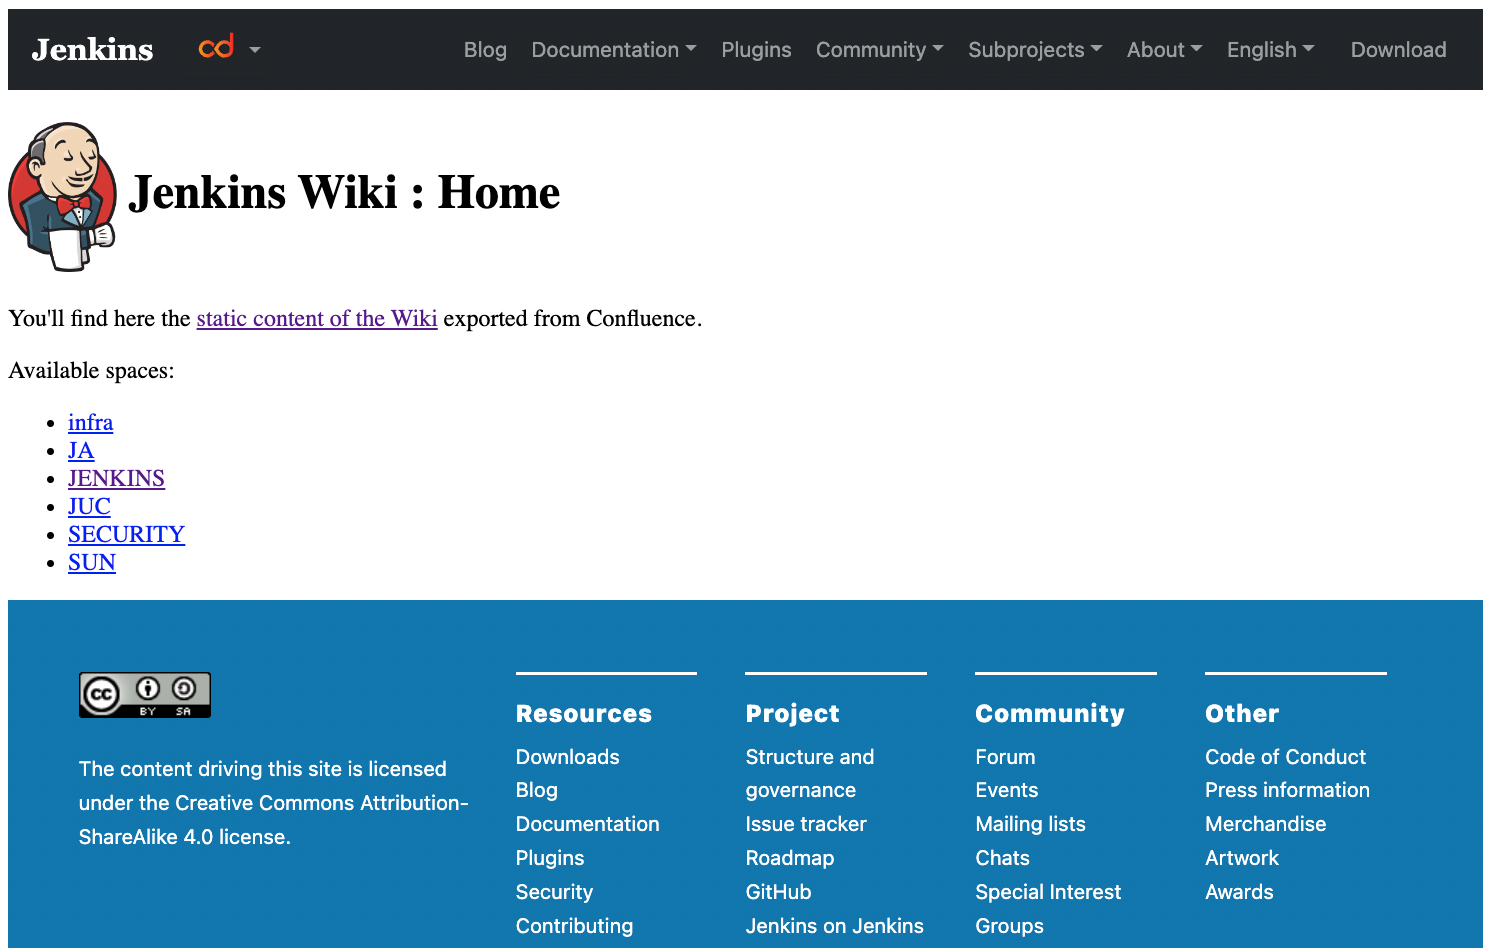 Jenkins cd Blog Documentation Plugins Community Subprojects About English Download
Jenkins Wiki : Home
You'll find here the static content of the Wiki exported from Confluence.
Available spaces:
infra
JA
JENKINS
JUC
SECURITY
SUN
cc BY SA
The content driving this site is licensed
under the Creative Commons Attribution-
ShareAlike 4.0 license.
Resources
Downloads
Blog
Documentation
Plugins
Security
Contributing
Project
Structure and
governance
Issue tracker
Roadmap
GitHub
Jenkins on Jenkins
Community
Forum
Events
Mailing lists
Chats
Special Interest
Groups
Other
Code of Conduct
Press information
Merchandise
Artwork
Awards